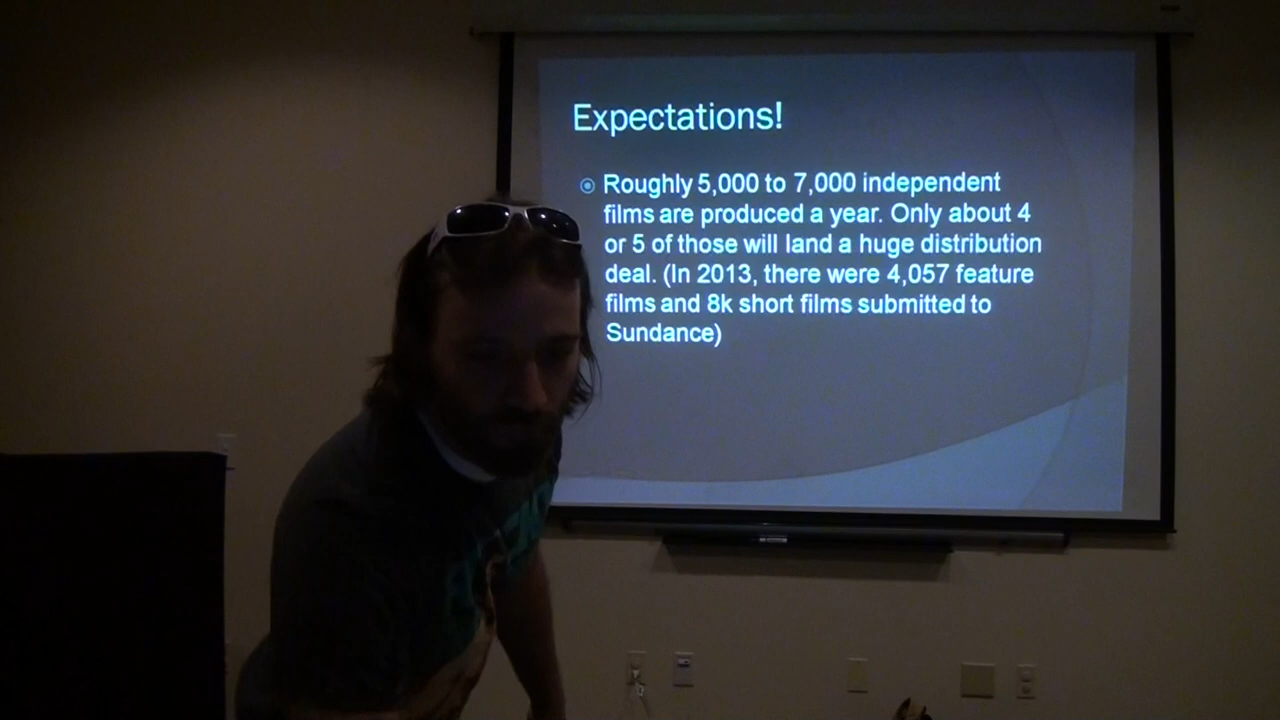 Expectations!
Roughly 5,000 to 7,000 independent
films are produced a year. Only about 4
or 5 of those will land a huge distribution
deal. (In 2013, there were 4,057 feature
films and 8k short films submitted to
Sundance)